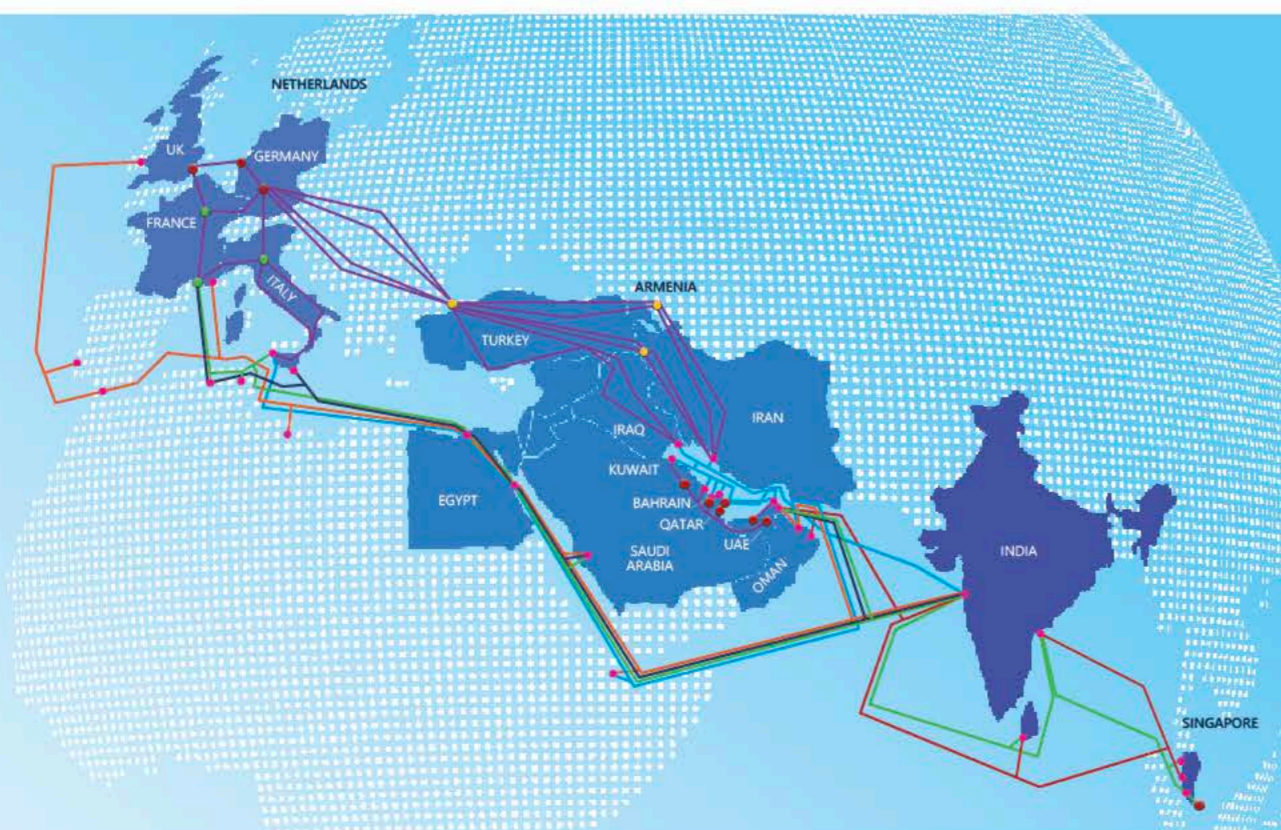 NETHERLANDS
UK
GERMANY
FRANCE
ITALY
ARMENIA
TURKEY
IRAN
IRAQ
KUWAIT
BAHRAIN
EGYPT
QATAR
UAE
SAUDI
ARABIA
OMAN
INDIA
SINGAPORE